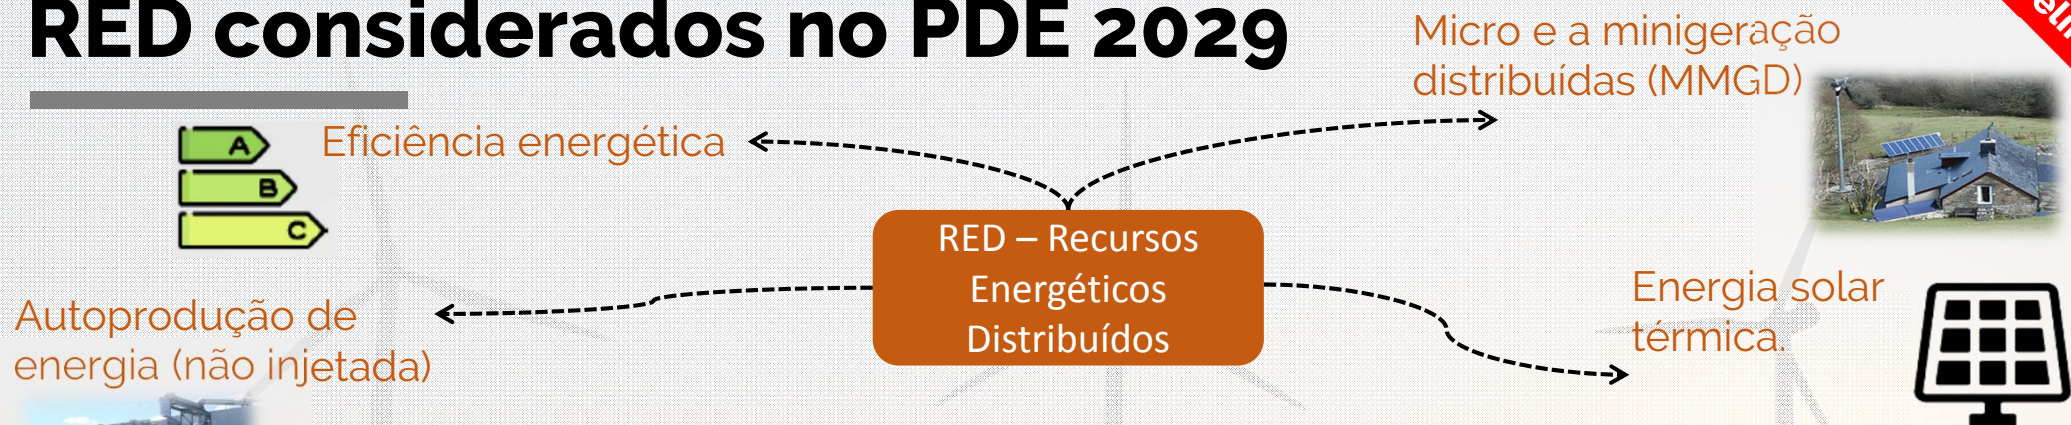 RED considerados no PDE 2029
Micro e a minigeração
distribuídas (MMGD)
A
B
C
Eficiência energética
RED – Recursos
Energéticos
Distribuídos
Autoprodução de
energia (não injetada)
Energia solar
térmica.